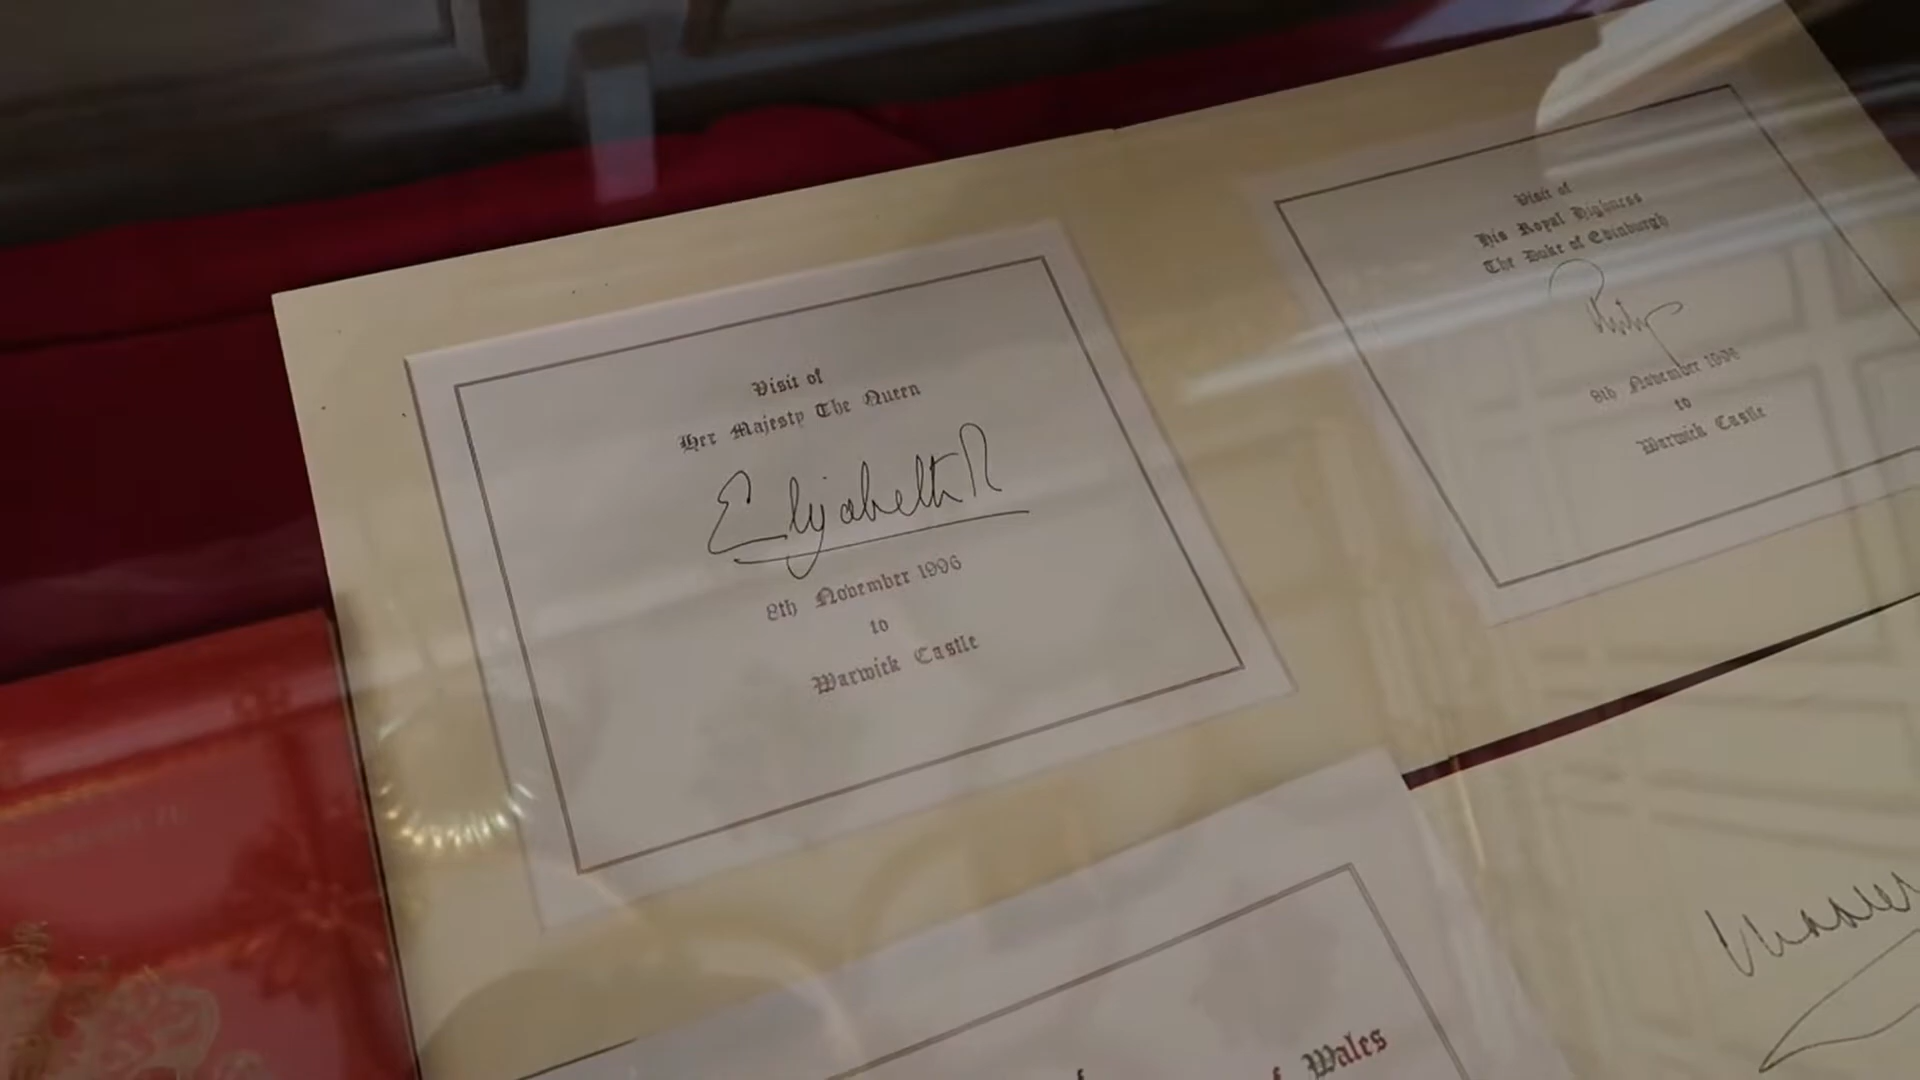 Visit of
Her Majesty The Queen
Elizabeth R
8th November 1996
to
Warwick Castle
Visit of
His Royal Highness
The Duke of Edinburgh
Philip
8th November 1996
to
Warwick Castle
of Wales